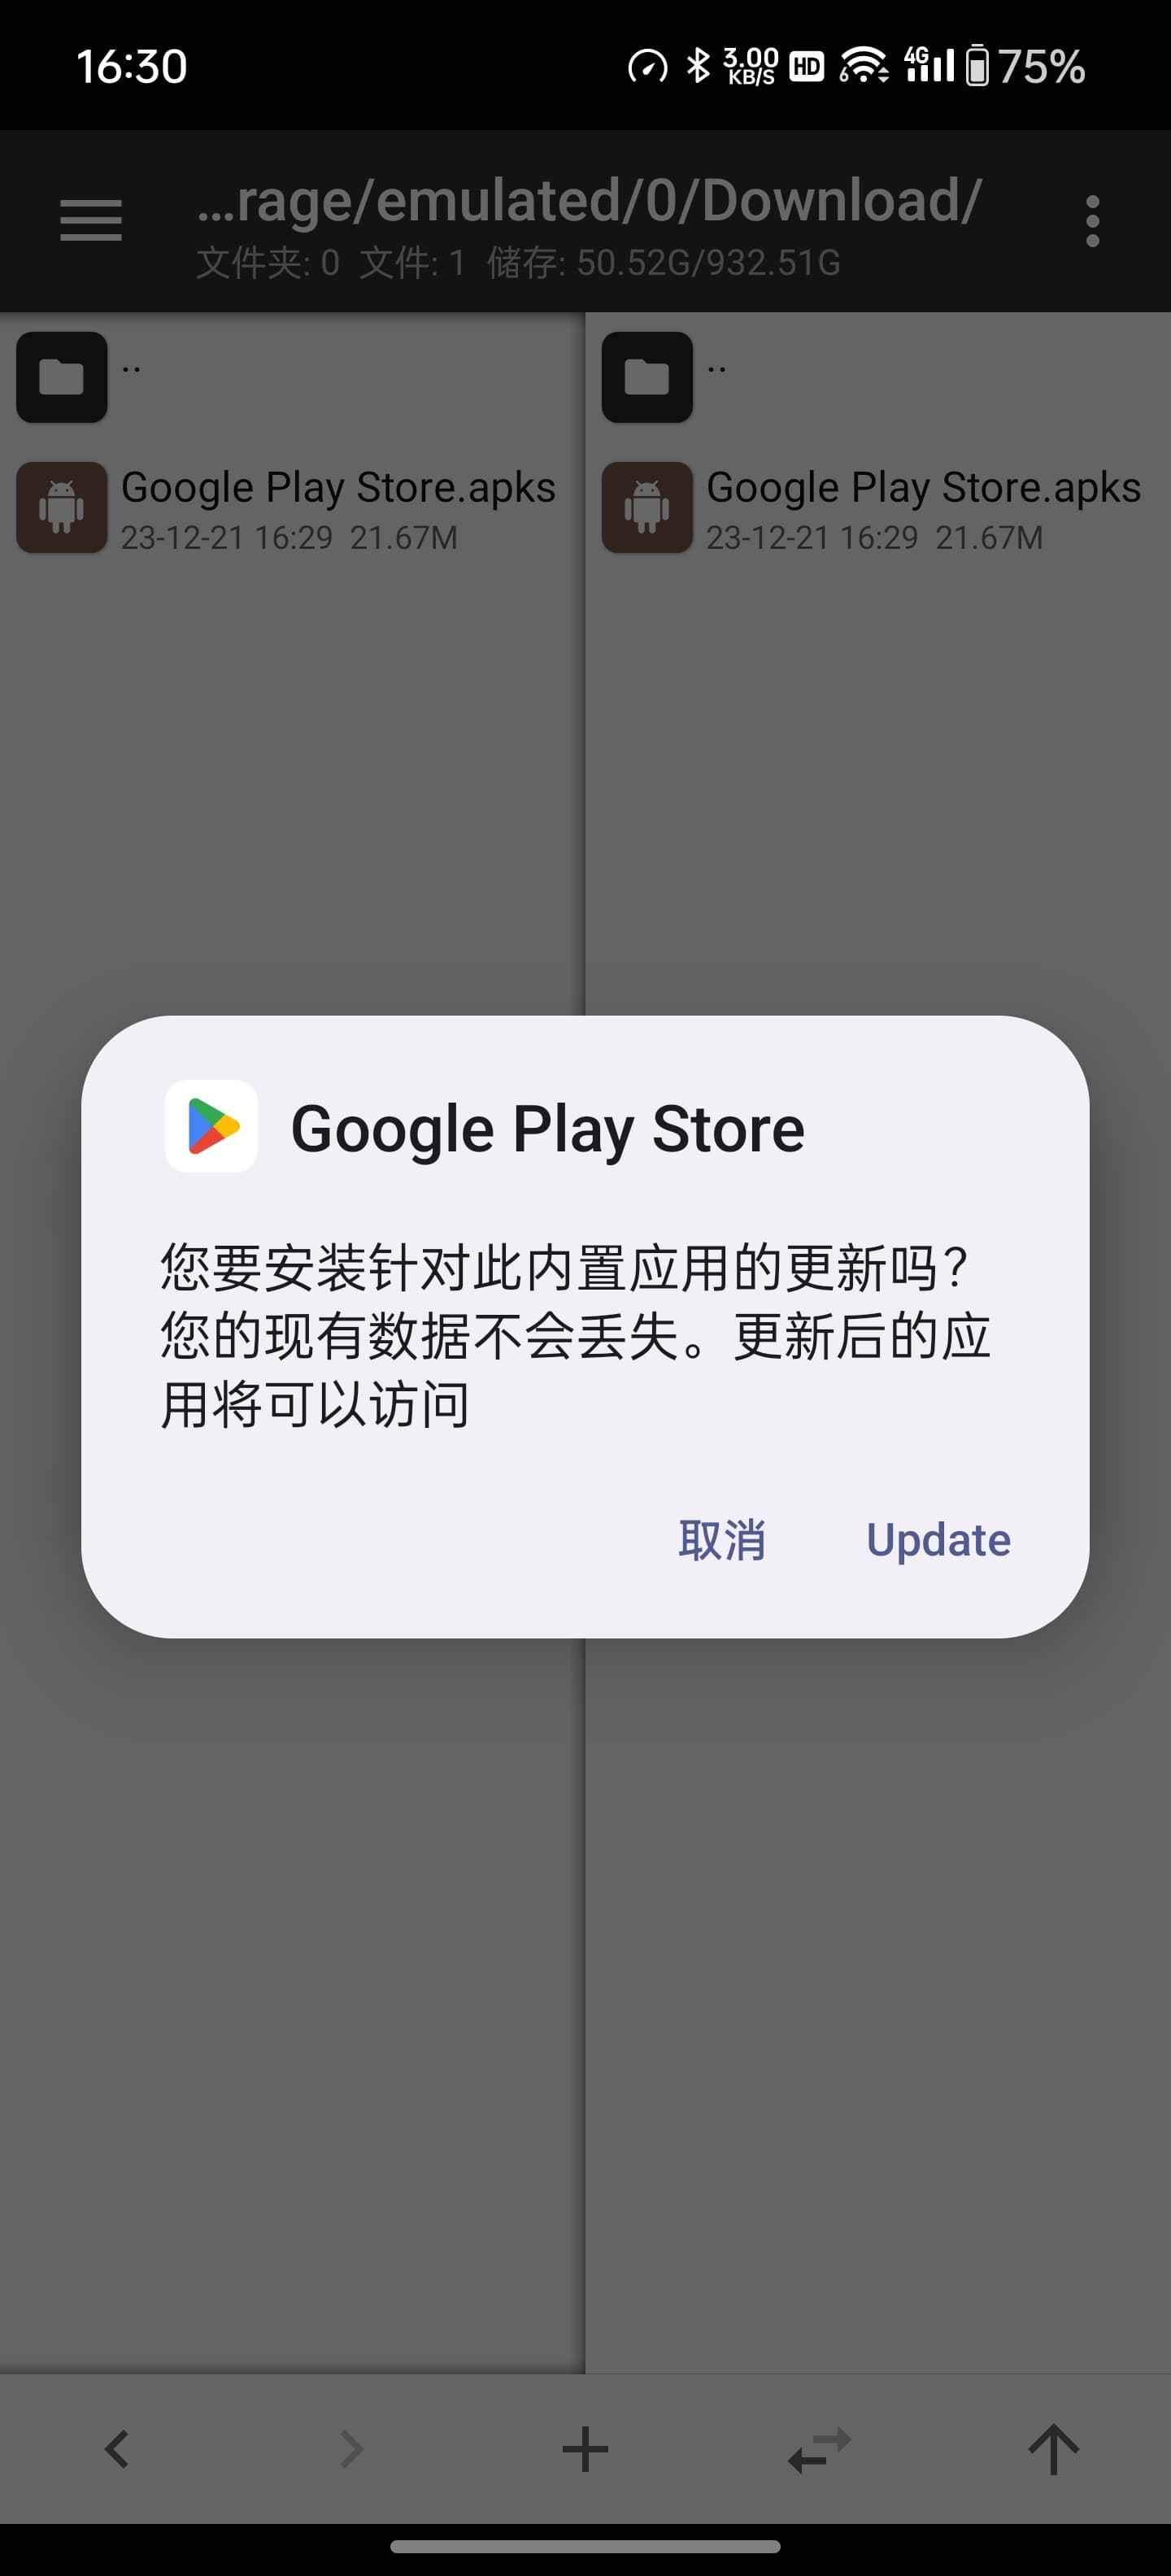 16:30
3.00 KB/S HD 6 4G 75%
…rage/emulated/0/Download/
文件夹: 0 文件: 1 储存: 50.52G/932.51G
..
Google Play Store.apks
23-12-21 16:29 21.67M
..
Google Play Store.apks
23-12-21 16:29 21.67M
Google Play Store
您要安装针对此内置应用的更新吗?
您的现有数据不会丢失。更新后的应
用将可以访问
取消 Update